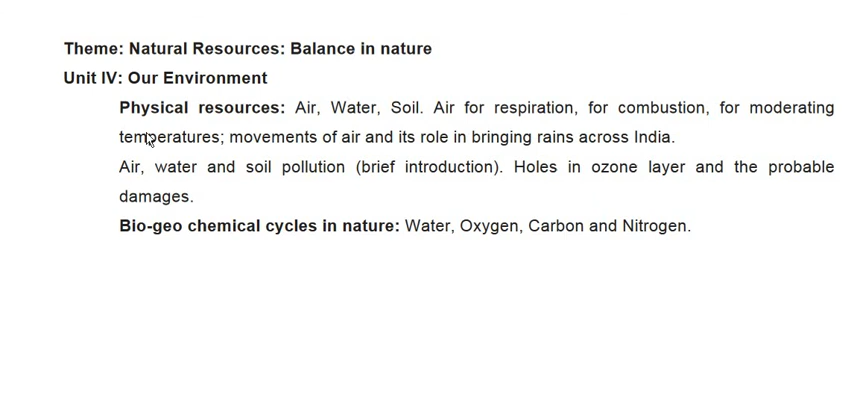 Theme: Natural Resources: Balance in nature
Unit IV: Our Environment
Physical resources: Air, Water, Soil. Air for respiration, for combustion, for moderating
temperatures; movements of air and its role in bringing rains across India.
Air, water and soil pollution (brief introduction). Holes in ozone layer and the probable
damages.
Bio-geo chemical cycles in nature: Water, Oxygen, Carbon and Nitrogen.